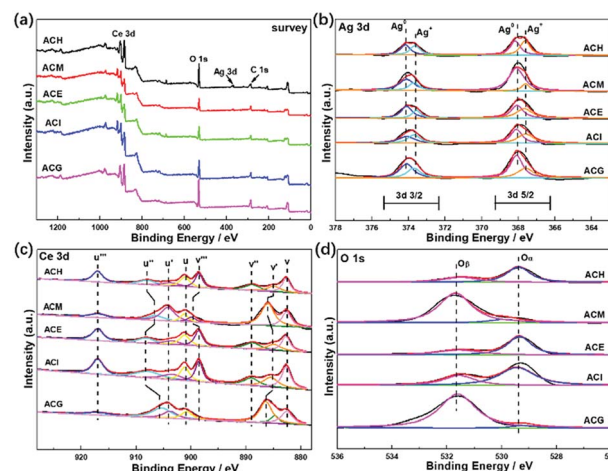 (a)
Ce 3d
survey
ACH
ACM
ACE
ACI
ACG
O 1s
Ag 3d
C 1s
Intensity (a.u.)
1200 1000 800 600 400 200 0
Binding Energy / eV
(b)
Ag 3d
Ag⁰ Ag⁺ Ag⁰ Ag⁺
ACH
ACM
ACE
ACI
ACG
3d 3/2 3d 5/2
Intensity (a.u.)
378 376 374 372 370 368 366 364
Binding Energy / eV
(c)
Ce 3d
u''' u'' u' u v''' v'' v' v
ACH
ACM
ACE
ACI
ACG
Intensity (a.u.)
920 910 900 890 880
Binding Energy / eV
(d)
O 1s
Oβ Oα
ACH
ACM
ACE
ACI
ACG
Intensity (a.u.)
536 534 532 530 528 526
Binding Energy / eV